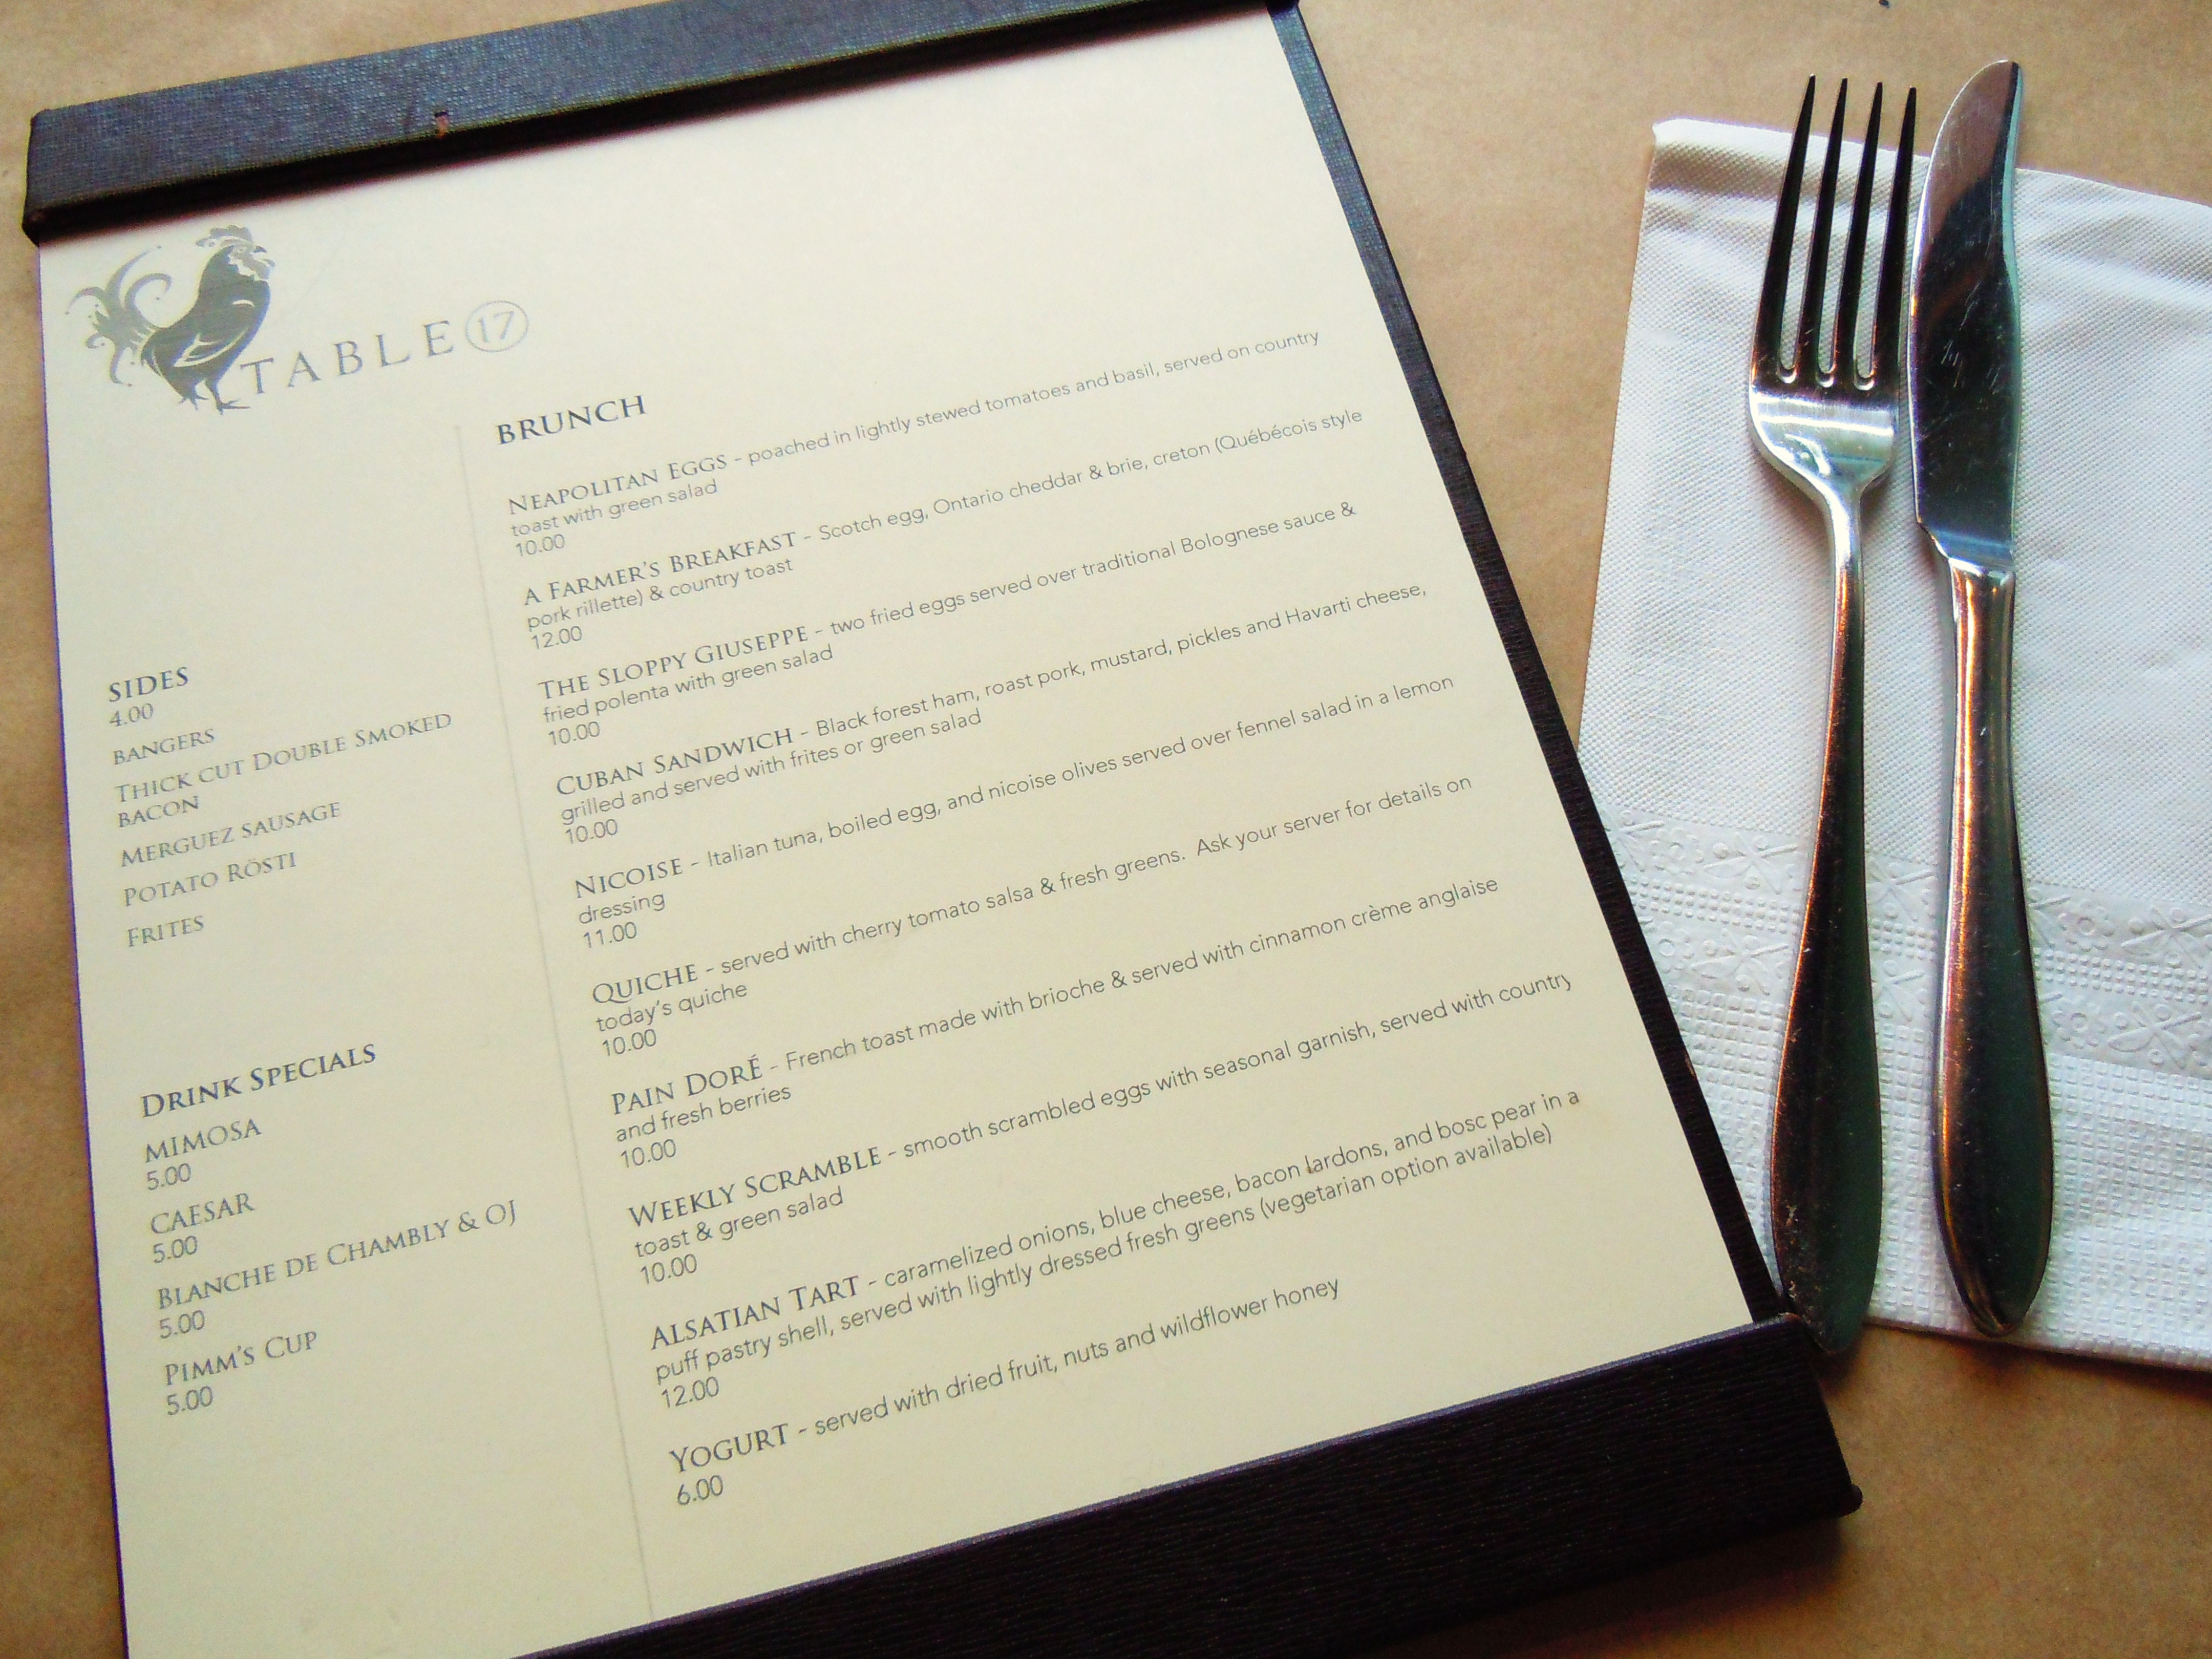 TABLE 17
BRUNCH
NEAPOLITAN EGGS - poached in lightly stewed tomatoes and basil, served on country
toast with green salad
10.00
A FARMER'S BREAKFAST - Scotch egg, Ontario cheddar & brie, creton (Québécois style
pork rillette) & country toast
12.00
THE SLOPPY GIUSEPPE - two fried eggs served over traditional Bolognese sauce &
fried polenta with green salad
10.00
CUBAN SANDWICH - Black forest ham, roast pork, mustard, pickles and Havarti cheese,
grilled and served with frites or green salad
10.00
NICOISE - Italian tuna, boiled egg, and nicoise olives served over fennel salad in a lemon
dressing
11.00
QUICHE - served with cherry tomato salsa & fresh greens. Ask your server for details on
today's quiche
10.00
PAIN DORÉ - French toast made with brioche & served with cinnamon crème anglaise
and fresh berries
10.00
WEEKLY SCRAMBLE - smooth scrambled eggs with seasonal garnish, served with country
toast & green salad
10.00
ALSATIAN TART - caramelized onions, blue cheese, bacon lardons, and bosc pear in a
puff pastry shell, served with lightly dressed fresh greens (vegetarian option available)
12.00
YOGURT - served with dried fruit, nuts and wildflower honey
6.00
SIDES
4.00
BANGERS
THICK CUT DOUBLE SMOKED
BACON
MERGUEZ SAUSAGE
POTATO RÖSTI
FRITES
DRINK SPECIALS
MIMOSA
5.00
CAESAR
5.00
BLANCHE DE CHAMBLY & OJ
5.00
PIMM'S CUP
5.00